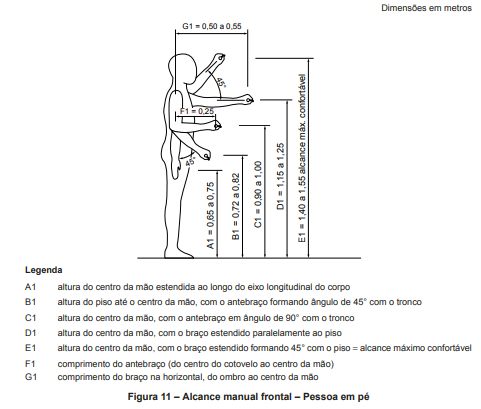 Dimensões em metros
G1 = 0,50 a 0,55
45°
F1 = 0,25
45°
A1 = 0,65 a 0,75
B1 = 0,72 a 0,82
C1 = 0,90 a 1,00
D1 = 1,15 a 1,25
E1 = 1,40 a 1,55 alcance máx. confortável
Legenda
A1 altura do centro da mão estendida ao longo do eixo longitudinal do corpo
B1 altura do piso até o centro da mão, com o antebraço formando ângulo de 45° com o tronco
C1 altura do centro da mão, com o antebraço em ângulo de 90° com o tronco
D1 altura do centro da mão, com o braço estendido paralelamente ao piso
E1 altura do centro da mão, com o braço estendido formando 45° com o piso = alcance máximo confortável
F1 comprimento do antebraço (do centro do cotovelo ao centro da mão)
G1 comprimento do braço na horizontal, do ombro ao centro da mão
Figura 11 – Alcance manual frontal – Pessoa em pé